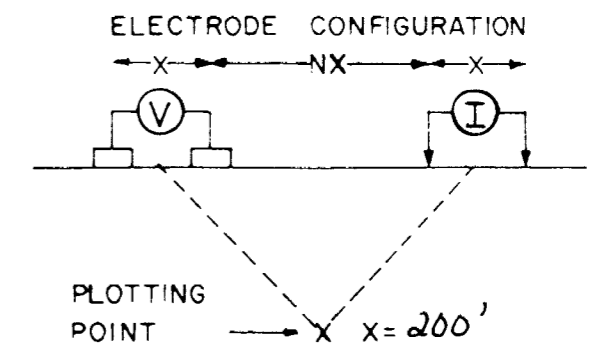 ELECTRODE CONFIGURATION
X NX X
V I
PLOTTING
POINT X X= 200'